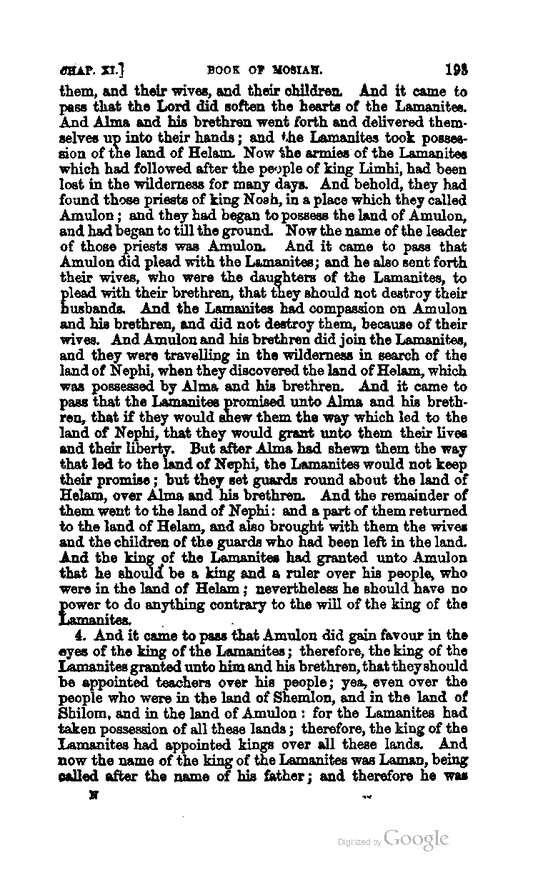 CHAP. XI.] BOOK OF MOSIAH. 193
them, and their wives, and their children. And it came to
pass that the Lord did soften the hearts of the Lamanites.
And Alma and his brethren went forth and delivered them-
selves up into their hands; and the Lamanites took posses-
sion of the land of Helam. Now the armies of the Lamanites
which had followed after the people of king Limhi, had been
lost in the wilderness for many days. And behold, they had
found those priests of king Noah, in a place which they called
Amulon; and they had began to possess the land of Amulon,
and had began to till the ground. Now the name of the leader
of those priests was Amulon. And it came to pass that
Amulon did plead with the Lamanites; and he also sent forth
their wives, who were the daughters of the Lamanites, to
plead with their brethren, that they should not destroy their
husbands. And the Lamanites had compassion on Amulon
and his brethren, and did not destroy them, because of their
wives. And Amulon and his brethren did join the Lamanites,
and they were travelling in the wilderness in search of the
land of Nephi, when they discovered the land of Helam, which
was possessed by Alma and his brethren. And it came to
pass that the Lamanites promised unto Alma and his breth-
ren, that if they would shew them the way which led to the
land of Nephi, that they would grant unto them their lives
and their liberty. But after Alma had shewn them the way
that led to the land of Nephi, the Lamanites would not keep
their promise; but they set guards round about the land of
Helam, over Alma and his brethren. And the remainder of
them went to the land of Nephi: and a part of them returned
to the land of Helam, and also brought with them the wives
and the children of the guards who had been left in the land.
And the king of the Lamanites had granted unto Amulon
that he should be a king and a ruler over his people, who
were in the land of Helam; nevertheless he should have no
power to do anything contrary to the will of the king of the
Lamanites.
4. And it came to pass that Amulon did gain favour in the
eyes of the king of the Lamanites; therefore, the king of the
Lamanites granted unto him and his brethren, that they should
be appointed teachers over his people; yea, even over the
people who were in the land of Shemlon, and in the land of
Shilom, and in the land of Amulon: for the Lamanites had
taken possession of all these lands; therefore, the king of the
Lamanites had appointed kings over all these lands. And
now the name of the king of the Lamanites was Laman, being
called after the name of his father; and therefore he was
N
Digitized by Google